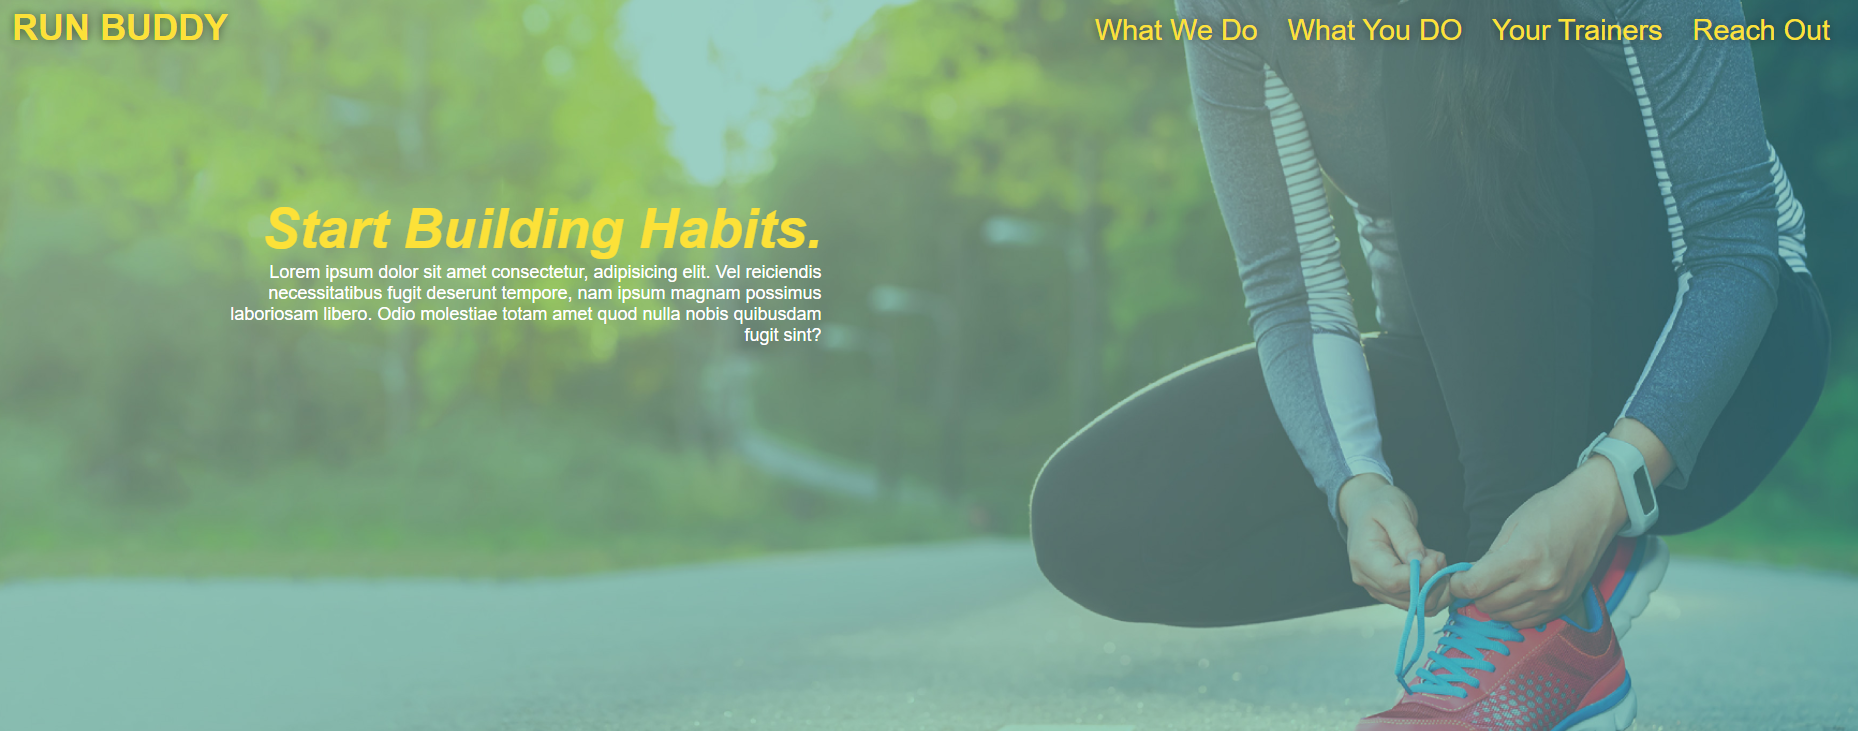 RUN BUDDY
What We Do What You DO Your Trainers Reach Out
Start Building Habits.
Lorem ipsum dolor sit amet consectetur, adipisicing elit. Vel reiciendis
necessitatibus fugit deserunt tempore, nam ipsum magnam possimus
laboriosam libero. Odio molestiae totam amet quod nulla nobis quibusdam
fugit sint?